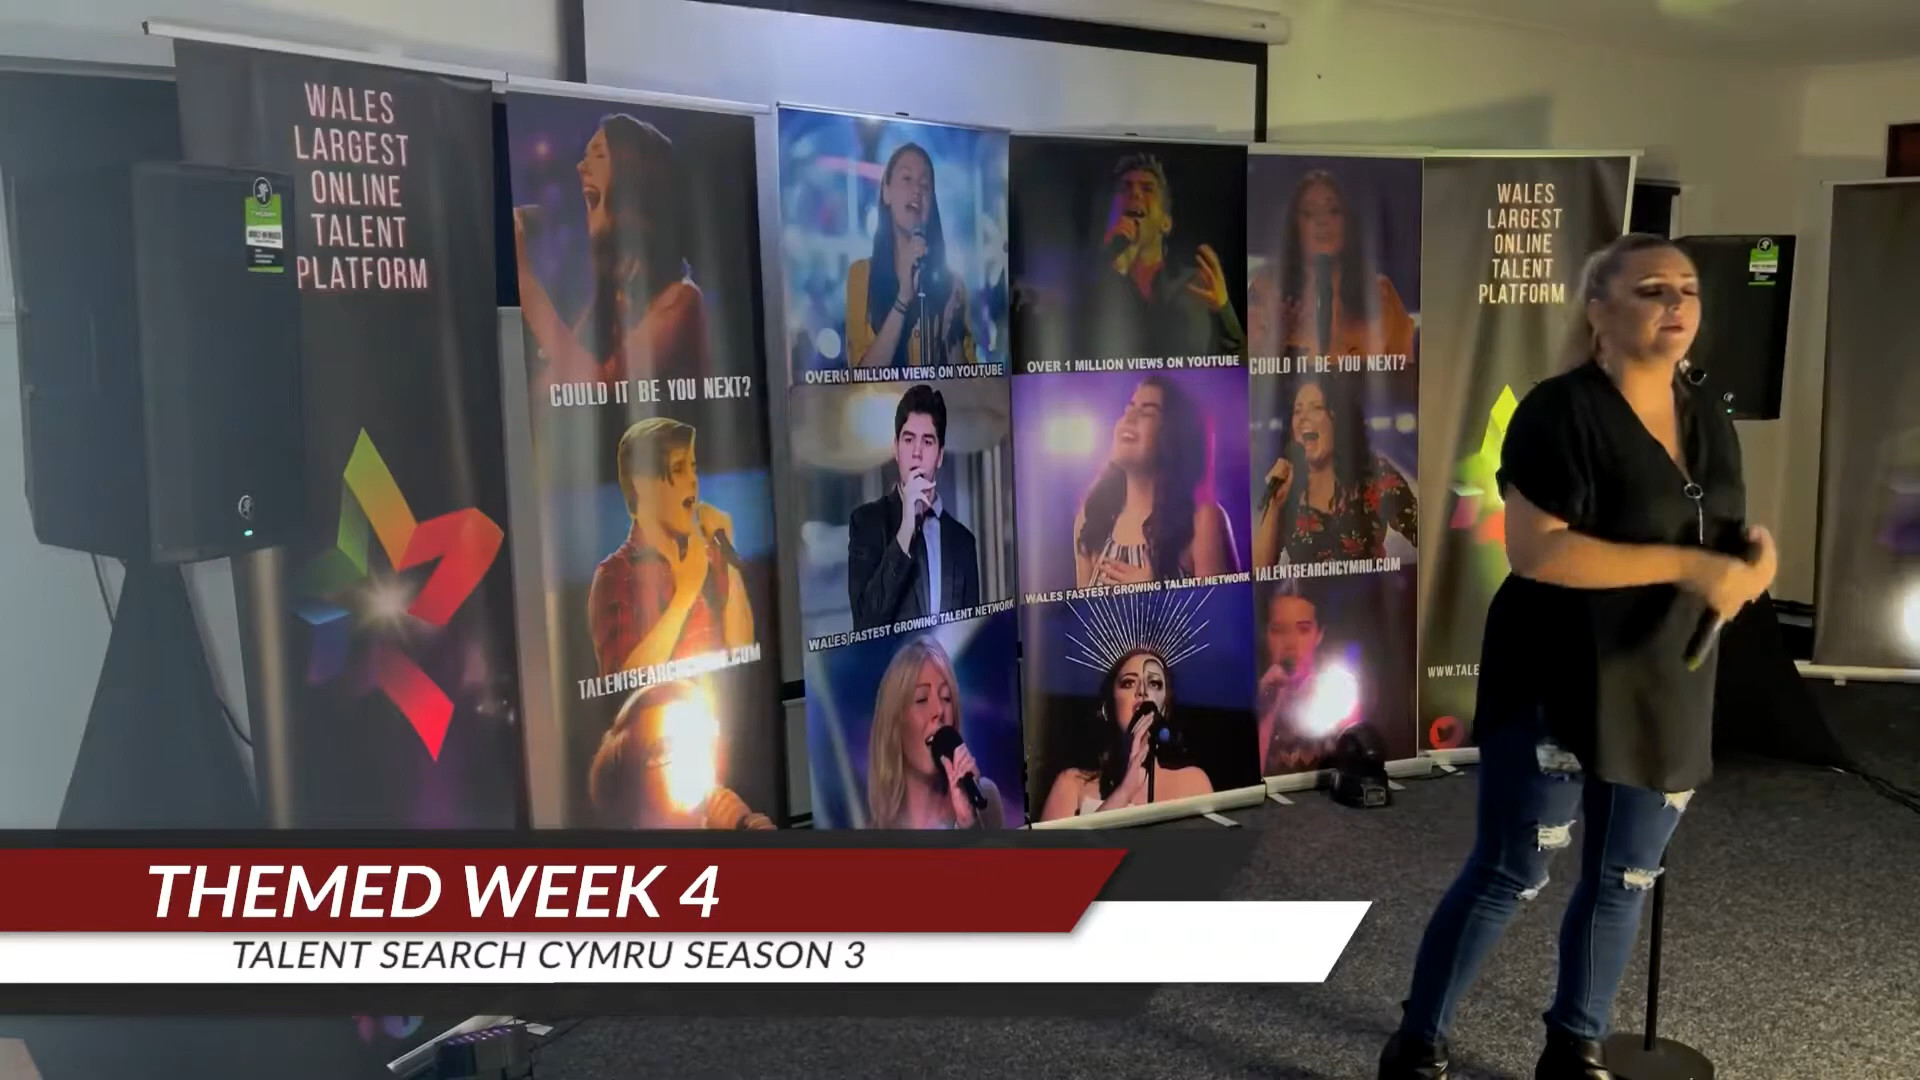 WALES
LARGEST
ONLINE
TALENT
PLATFORM
COULD IT BE YOU NEXT?
OVER 1 MILLION VIEWS ON YOUTUBE
OVER 1 MILLION VIEWS ON YOUTUBE
COULD IT BE YOU NEXT?
WALES
LARGEST
ONLINE
TALENT
PLATFORM
WALES FASTEST GROWING TALENT NETWORK
WALES FASTEST GROWING TALENT NETWORK
TALENTSEARCHCYMRU.COM
THEMED WEEK 4
TALENT SEARCH CYMRU SEASON 3